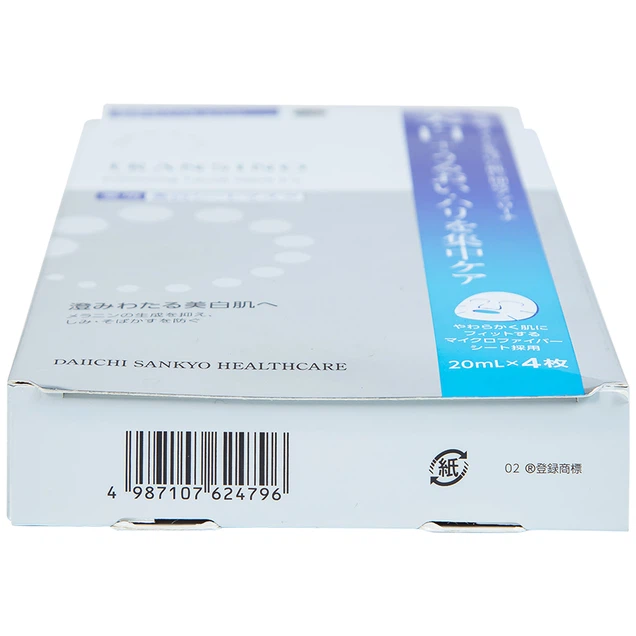 TRANSINO
澄みわたる美白肌へ
メラニンの生成を抑え、
しみ・そばかすを防ぐ
DAIICHI SANKYO HEALTHCARE
うるおい、ハリを集中ケア
やわらかく肌に
フィットする
マイクロファイバー
シート採用
20mL×4枚
4 987107 624796
紙
02 ®登録商標